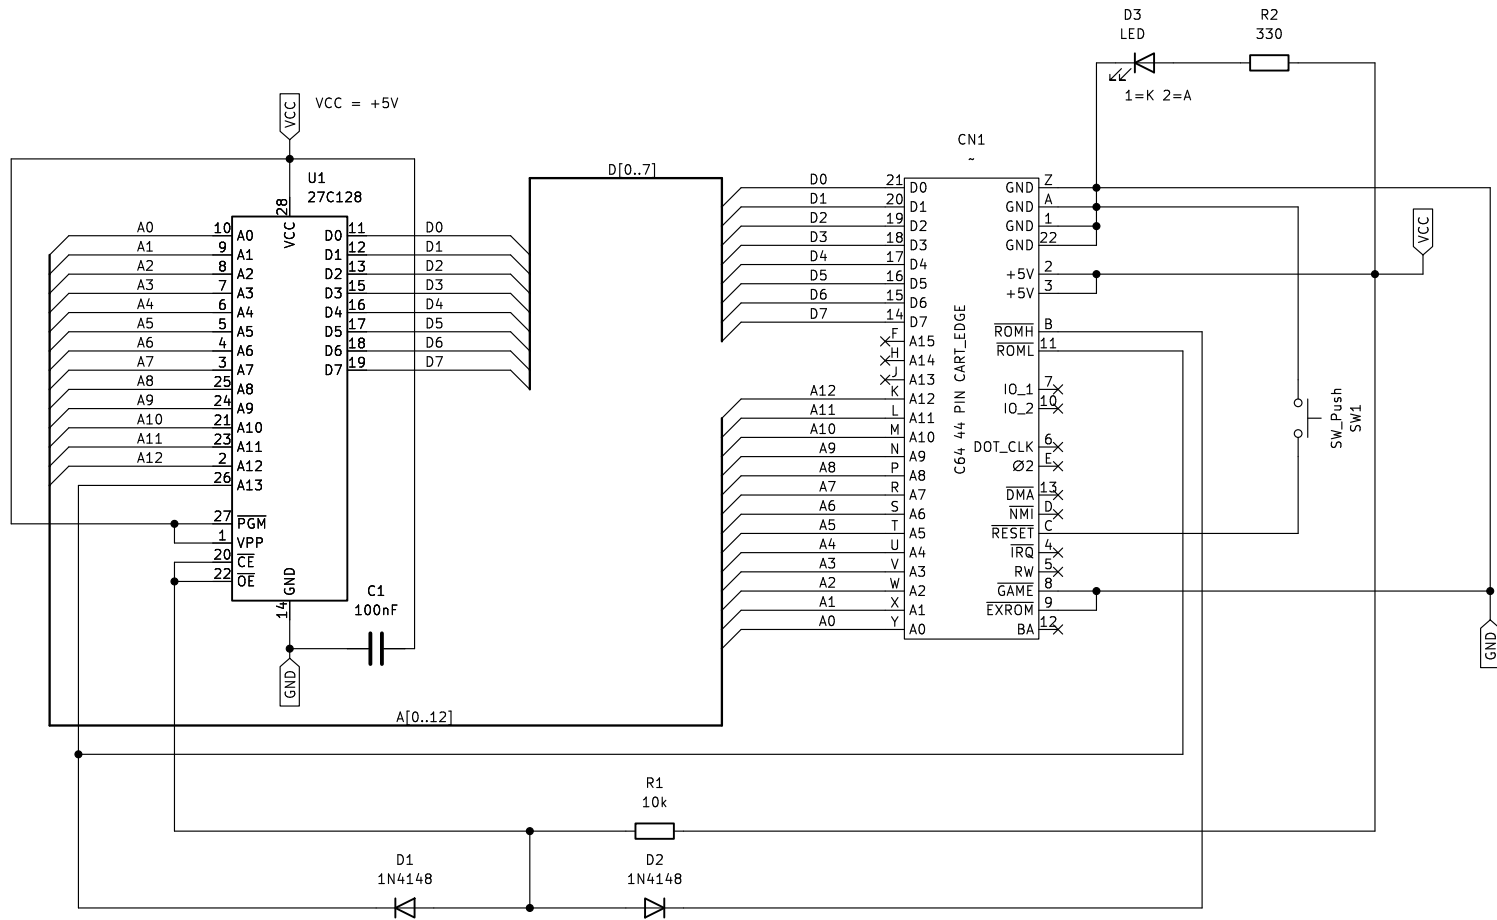 D3
LED
1=K 2=A
R2
330
VCC
VCC = +5V
U1
27C128
28
VCC
A0
A1
A2
A3
A4
A5
A6
A7
A8
A9
A10
A11
A12
10
9
8
7
6
5
4
3
25
24
21
23
2
26
27
1
20
22
A0
A1
A2
A3
A4
A5
A6
A7
A8
A9
A10
A11
A12
A13
PGM
VPP
CE
OE
D0
D1
D2
D3
D4
D5
D6
D7
11
12
13
15
16
17
18
19
D0
D1
D2
D3
D4
D5
D6
D7
GND
14
GND
C1
100nF
D[0..7]
A[0..12]
CN1
~
C64 44 PIN CART_EDGE
D0
D1
D2
D3
D4
D5
D6
D7
21
20
19
18
17
16
15
14
D0
D1
D2
D3
D4
D5
D6
D7
F
H
J
A15
A14
A13
A12
A11
A10
A9
A8
A7
A6
A5
A4
A3
A2
A1
A0
K
L
M
N
P
R
S
T
U
V
W
X
Y
A12
A11
A10
A9
A8
A7
A6
A5
A4
A3
A2
A1
A0
GND Z
GND A
GND 1
GND 22
+5V 2
+5V 3
ROMH B
ROML 11
IO_1 7
IO_2 10
DOT_CLK 6
Ø2 E
DMA 13
NMI D
RESET C
IRQ 4
RW 5
GAME 8
EXROM 9
BA 12
VCC
SW_Push
SW1
GND
R1
10k
D1
1N4148
D2
1N4148